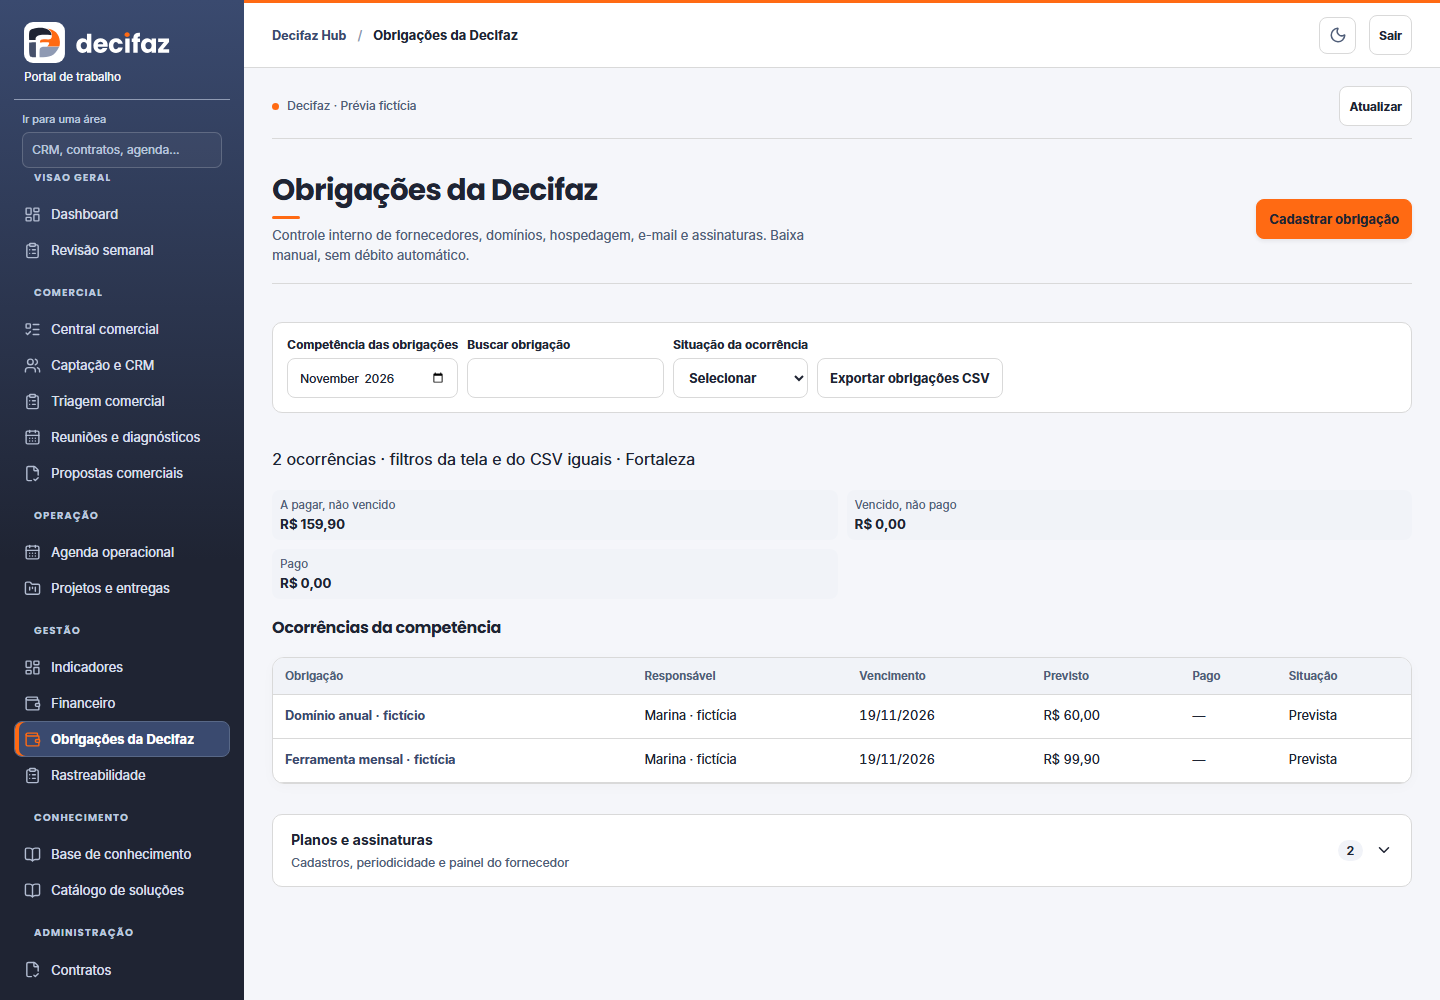 decifaz
Portal de trabalho
Ir para uma área
CRM, contratos, agenda...
VISAO GERAL
Dashboard
Revisão semanal
COMERCIAL
Central comercial
Captação e CRM
Triagem comercial
Reuniões e diagnósticos
Propostas comerciais
OPERAÇÃO
Agenda operacional
Projetos e entregas
GESTÃO
Indicadores
Financeiro
Obrigações da Decifaz
Rastreabilidade
CONHECIMENTO
Base de conhecimento
Catálogo de soluções
ADMINISTRAÇÃO
Contratos
Decifaz Hub / Obrigações da Decifaz
Sair
Decifaz · Prévia fictícia
Atualizar
Obrigações da Decifaz
Controle interno de fornecedores, domínios, hospedagem, e-mail e assinaturas. Baixa
manual, sem débito automático.
Cadastrar obrigação
Competência das obrigações Buscar obrigação Situação da ocorrência
November 2026 Selecionar Exportar obrigações CSV
2 ocorrências · filtros da tela e do CSV iguais · Fortaleza
A pagar, não vencido
R$ 159,90
Vencido, não pago
R$ 0,00
Pago
R$ 0,00
Ocorrências da competência
Obrigação Responsável Vencimento Previsto Pago Situação
Domínio anual · fictício Marina · fictícia 19/11/2026 R$ 60,00 — Prevista
Ferramenta mensal · fictícia Marina · fictícia 19/11/2026 R$ 99,90 — Prevista
Planos e assinaturas
Cadastros, periodicidade e painel do fornecedor
2